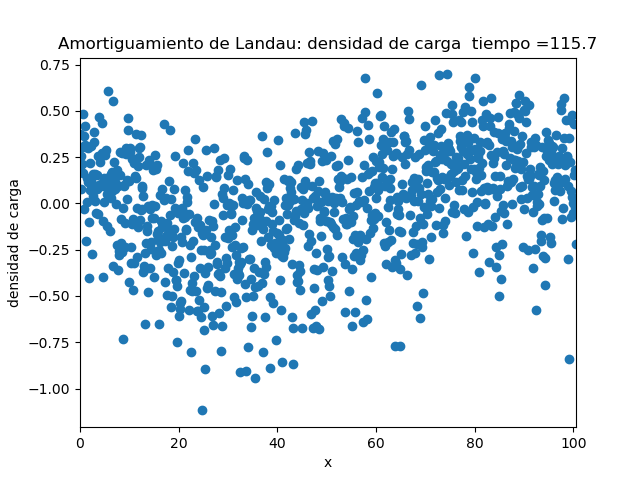 Amortiguamiento de Landau: densidad de carga  tiempo =115.7
0.75
0.50
0.25
0.00
−0.25
−0.50
−0.75
−1.00
densidad de carga
0 20 40 60 80 100
x